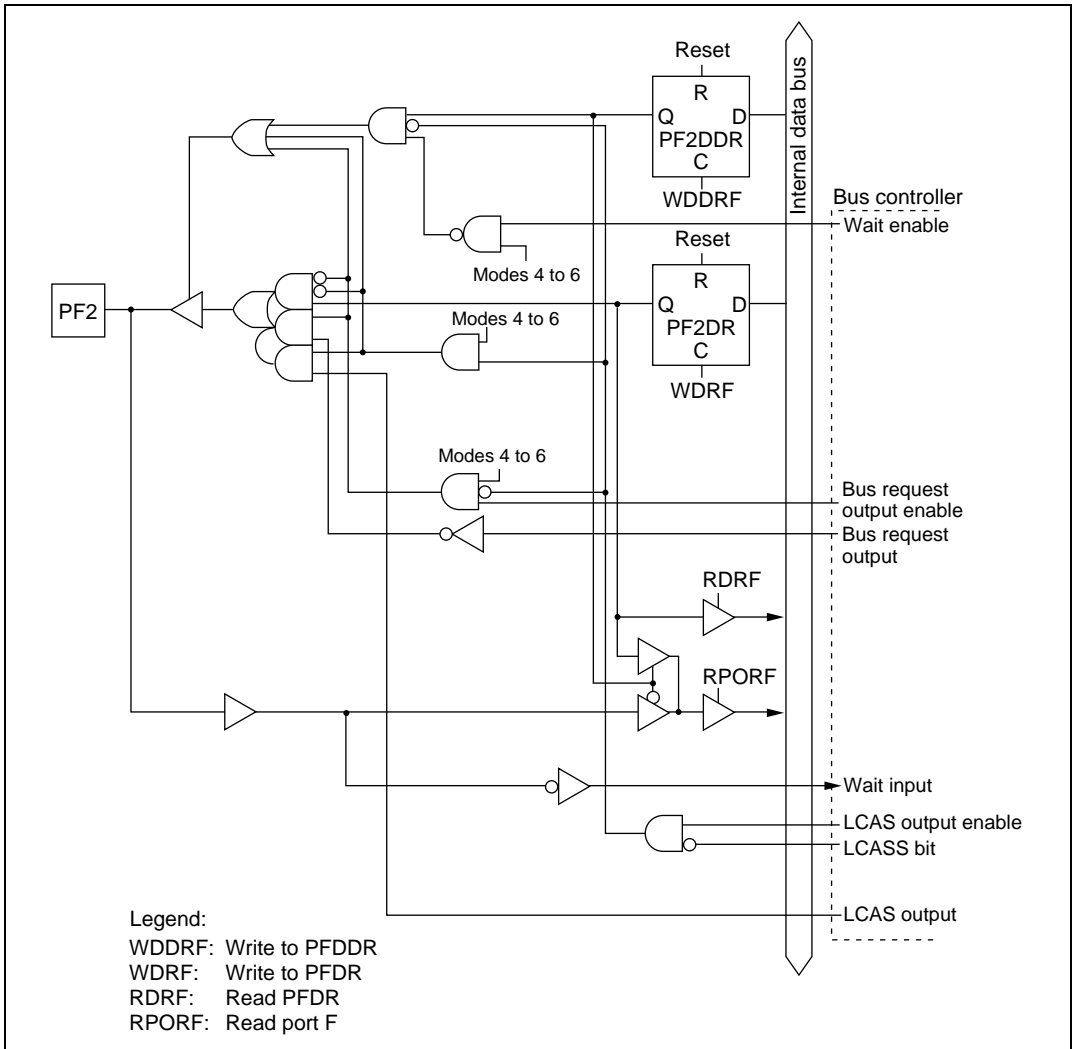 Reset
R
Q
D
PF2DDR
C
WDDRF
Internal data bus
Bus controller
Wait enable
Modes 4 to 6
Reset
R
Q
D
PF2DR
C
WDRF
PF2
Modes 4 to 6
Modes 4 to 6
Bus request
output enable
Bus request
output
RDRF
RPORF
Wait input
LCAS output enable
LCASS bit
LCAS output
Legend:
WDDRF: Write to PFDDR
WDRF: Write to PFDR
RDRF: Read PFDR
RPORF: Read port F